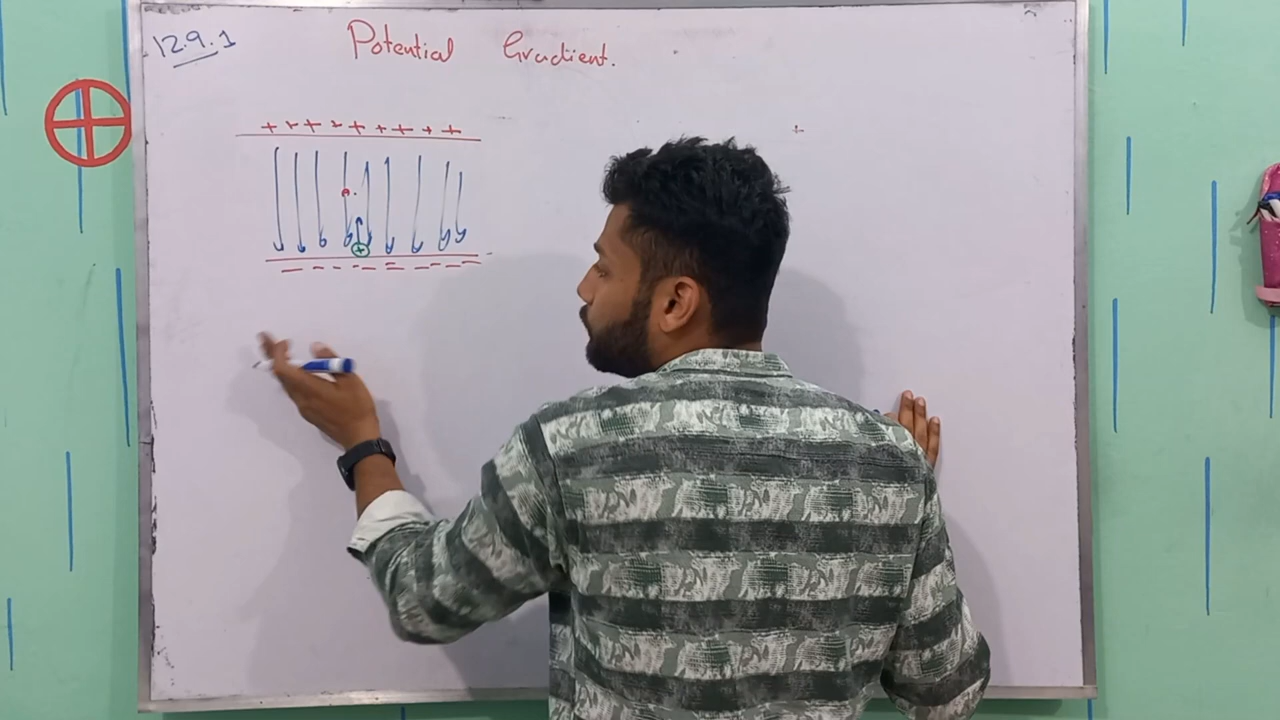 12.9.1 Potential Gradient.
+ + + + + + + + +
+
- - - - - - - -